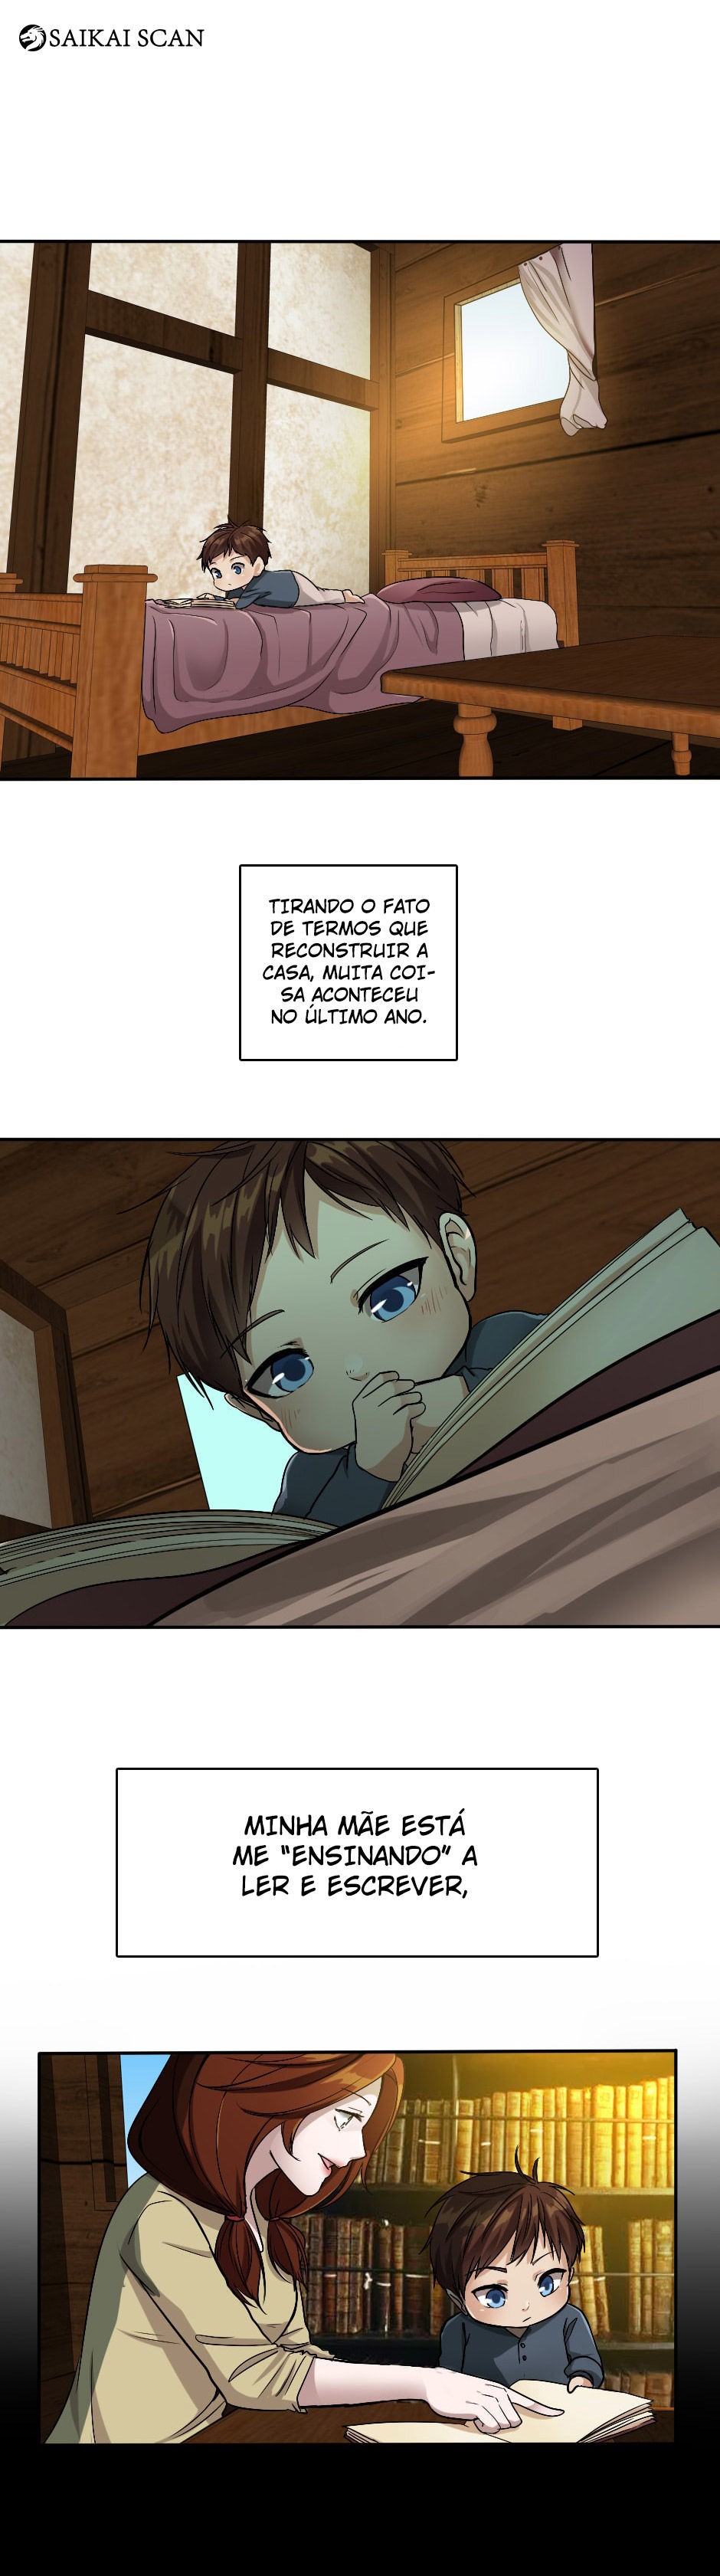 SAIKAI SCAN
TIRANDO O FATO
DE TERMOS QUE
RECONSTRUIR A
CASA, MUITA COI-
SA ACONTECEU
NO ÚLTIMO ANO.
MINHA MÃE ESTÁ
ME "ENSINANDO" A
LER E ESCREVER,